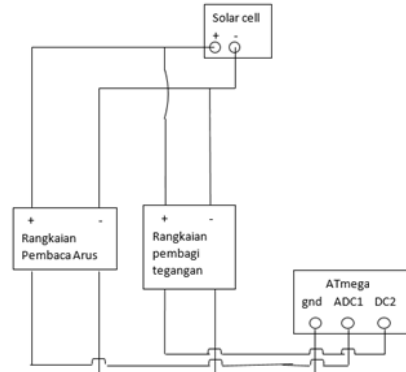 Solar cell
+ -
+ -
Rangkaian
Pembaca Arus
+ -
Rangkaian
pembagi
tegangan
ATmega
gnd ADC1 DC2